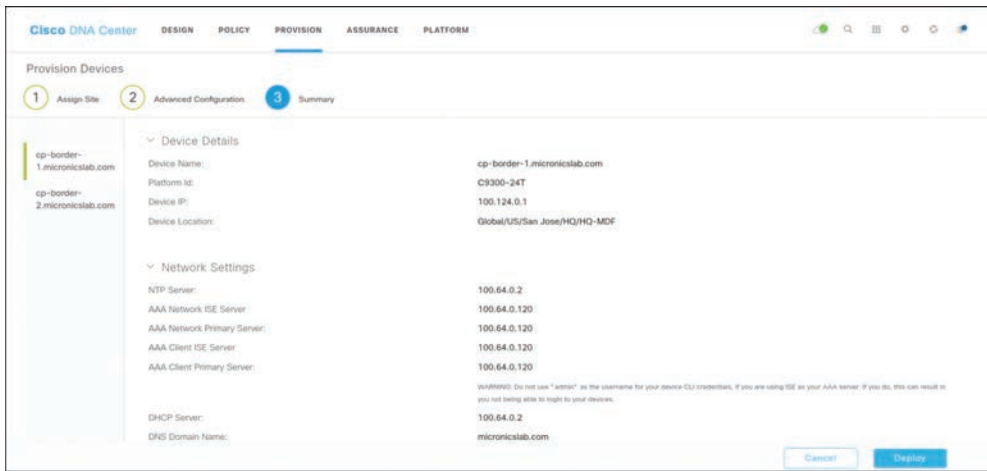 Cisco DNA Center DESIGN POLICY PROVISION ASSURANCE PLATFORM
Provision Devices
1 Assign Site 2 Advanced Configuration 3 Summary
cp-border-
1.micronicslab.com
cp-border-
2.micronicslab.com
Device Details
Device Name: cp-border-1.micronicslab.com
Platform Id: C9300-24T
Device IP: 100.124.0.1
Device Location: Global/US/San Jose/HQ/HQ-MDF
Network Settings
NTP Server: 100.64.0.2
AAA Network ISE Server 100.64.0.120
AAA Network Primary Server: 100.64.0.120
AAA Client ISE Server 100.64.0.120
AAA Client Primary Server: 100.64.0.120
WARNING: Do not use "admin" as the username for your device CLI credentials, if you are using ISE as your AAA server. If you do, this can result in
you not being able to login to your devices.
DHCP Server: 100.64.0.2
DNS Domain Name: micronicslab.com
Cancel Deploy